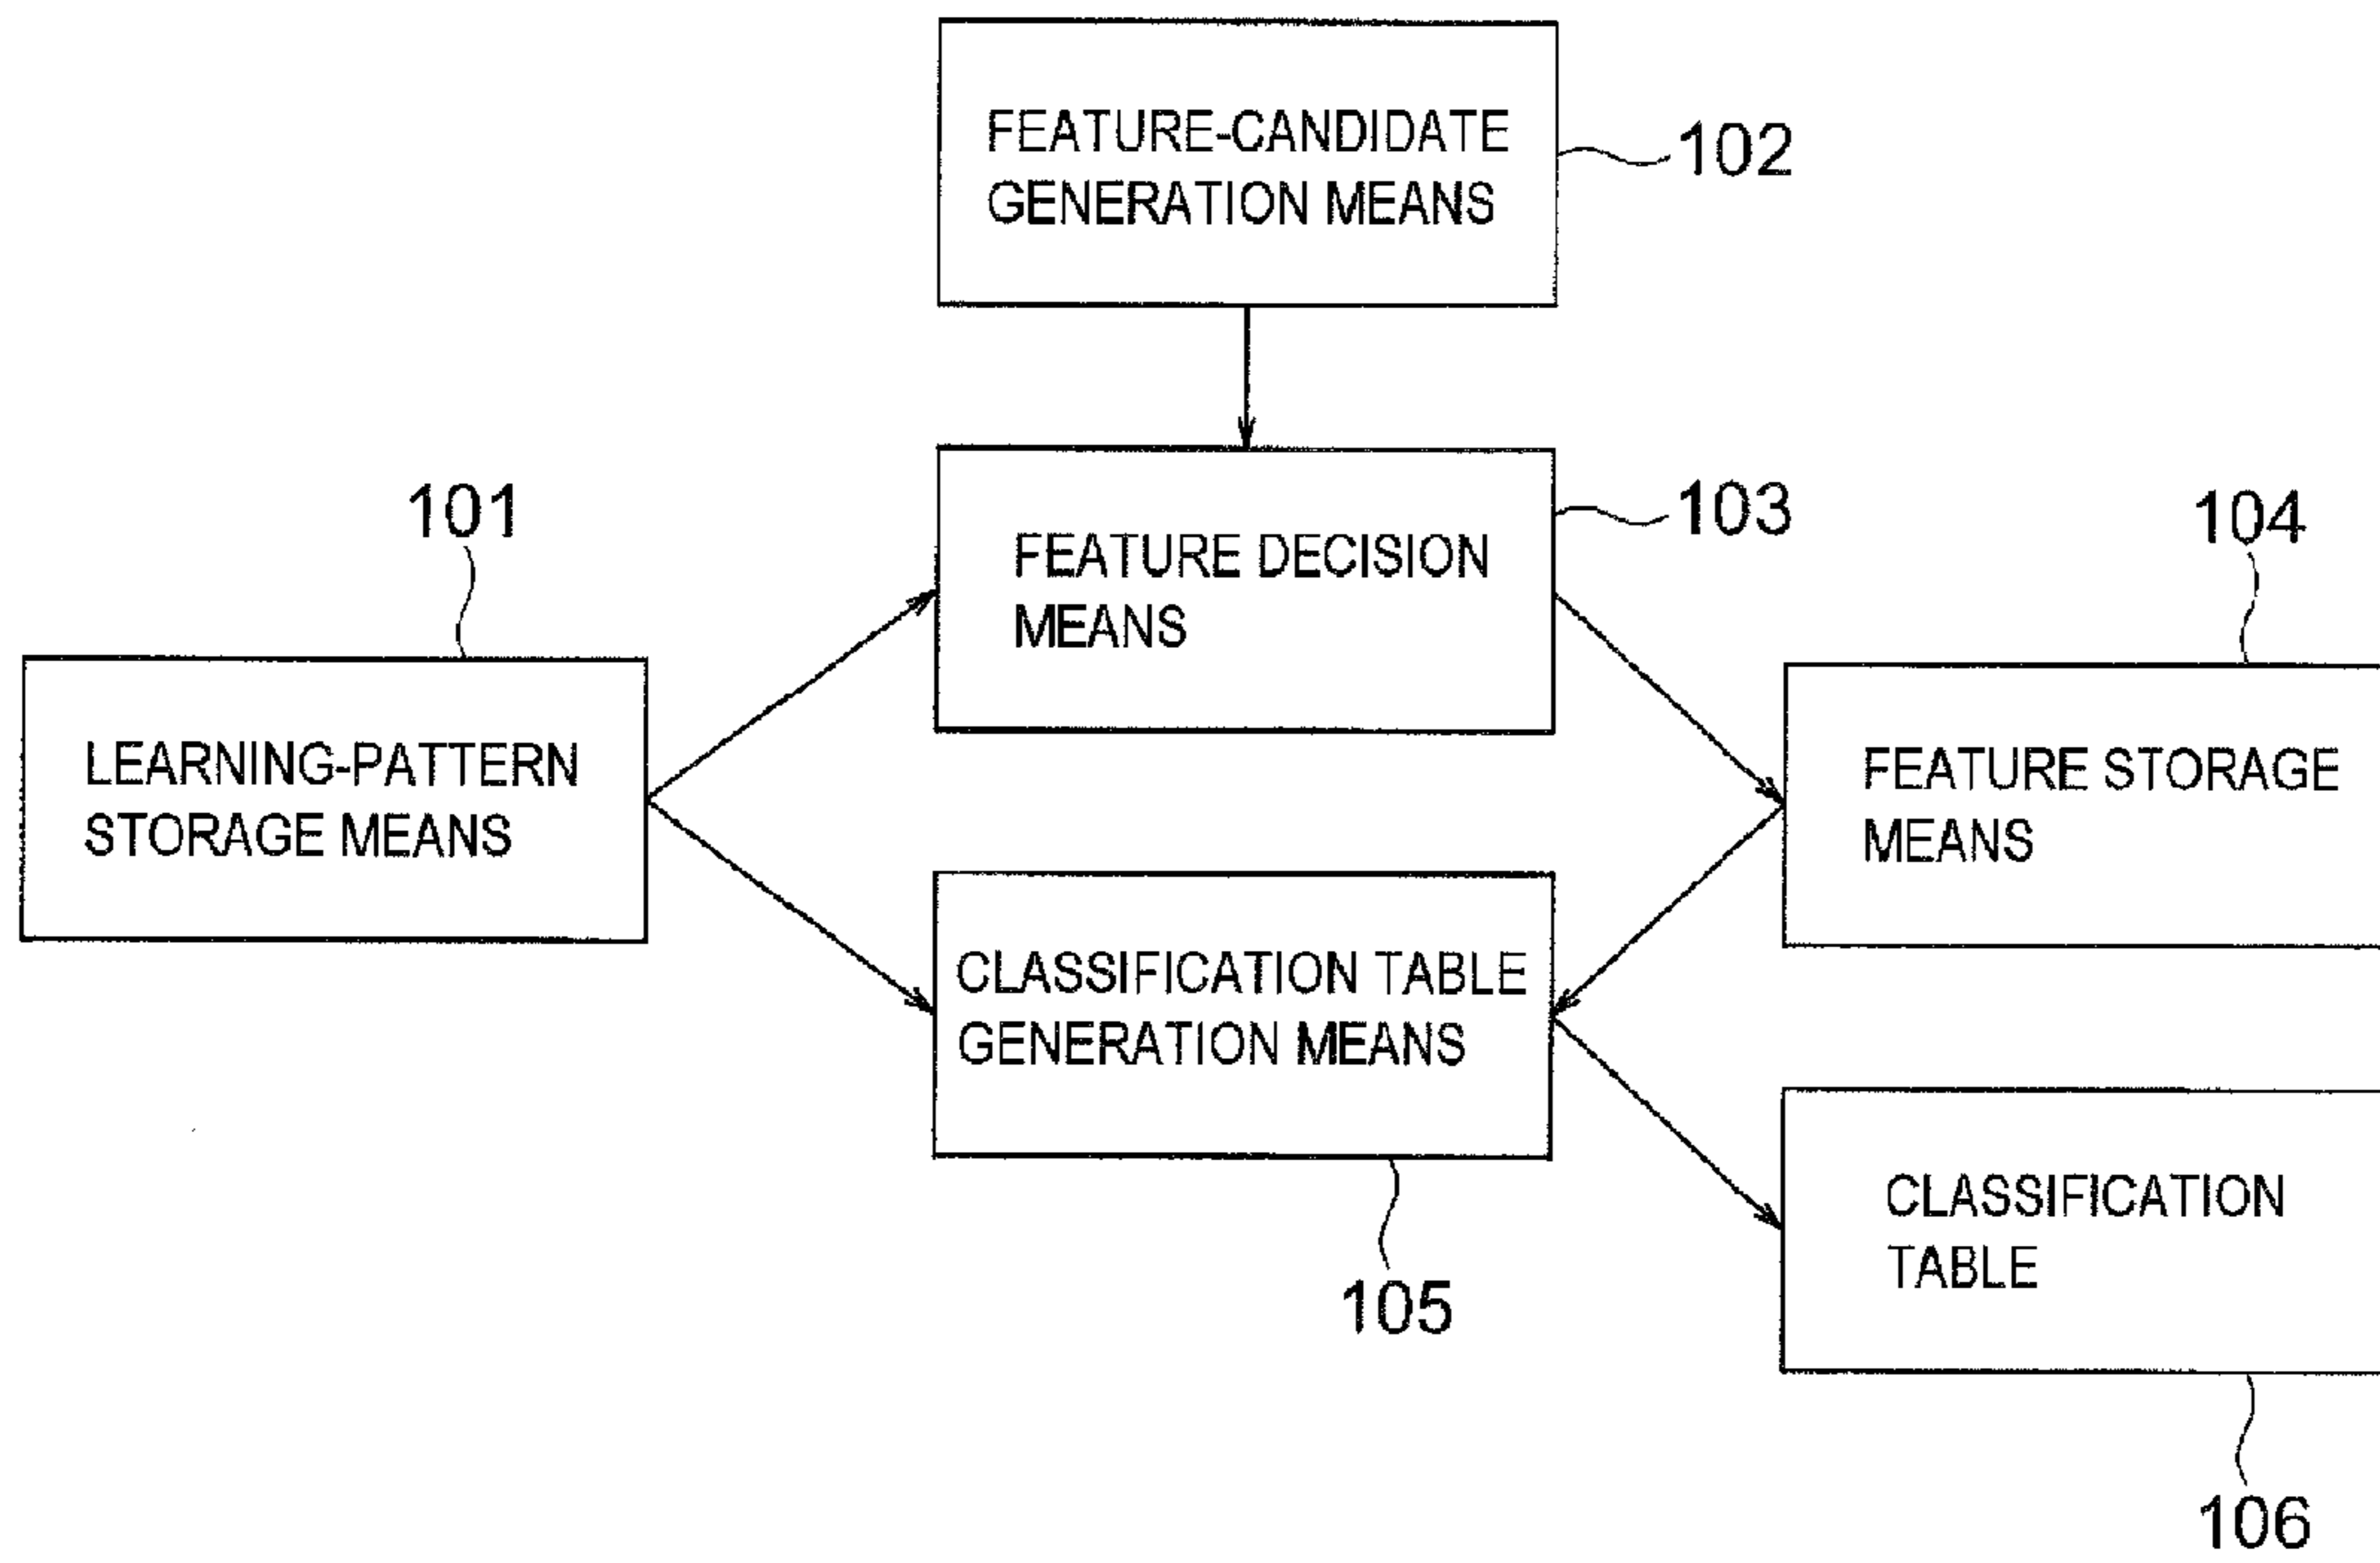 FEATURE-CANDIDATE
GENERATION MEANS
102
101
FEATURE DECISION
MEANS
103
104
LEARNING-PATTERN
STORAGE MEANS
FEATURE STORAGE
MEANS
CLASSIFICATION TABLE
GENERATION MEANS
105
CLASSIFICATION
TABLE
106